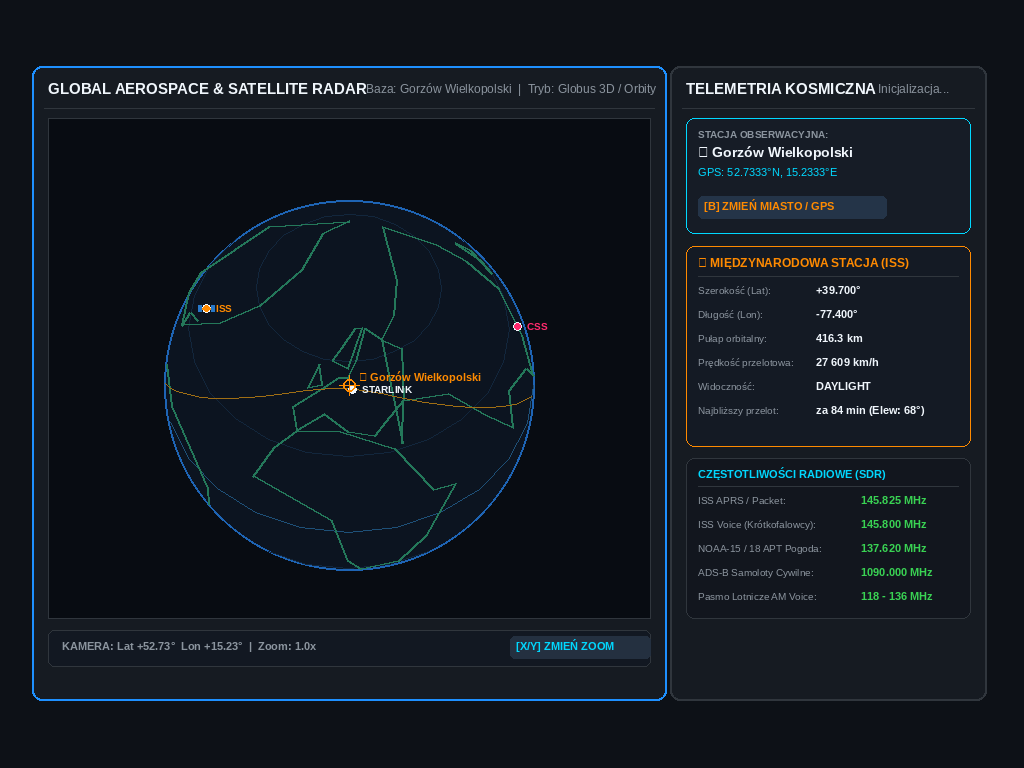 GLOBAL AEROSPACE & SATELLITE RADAR
Baza: Gorzów Wielkopolski | Tryb: Globus 3D / Orbity
ISS
CSS
Gorzów Wielkopolski
STARLINK
KAMERA: Lat +52.73° Lon +15.23° | Zoom: 1.0x
[X/Y] ZMIEŃ ZOOM
TELEMETRIA KOSMICZNA
Inicjalizacja...
STACJA OBSERWACYJNA:
Gorzów Wielkopolski
GPS: 52.7333°N, 15.2333°E
[B] ZMIEŃ MIASTO / GPS
MIĘDZYNARODOWA STACJA (ISS)
Szerokość (Lat): +39.700°
Długość (Lon): -77.400°
Pułap orbitalny: 416.3 km
Prędkość przelotowa: 27 609 km/h
Widoczność: DAYLIGHT
Najbliższy przelot: za 84 min (Elew: 68°)
CZĘSTOTLIWOŚCI RADIOWE (SDR)
ISS APRS / Packet: 145.825 MHz
ISS Voice (Krótkofalowcy): 145.800 MHz
NOAA-15 / 18 APT Pogoda: 137.620 MHz
ADS-B Samoloty Cywilne: 1090.000 MHz
Pasmo Lotnicze AM Voice: 118 - 136 MHz